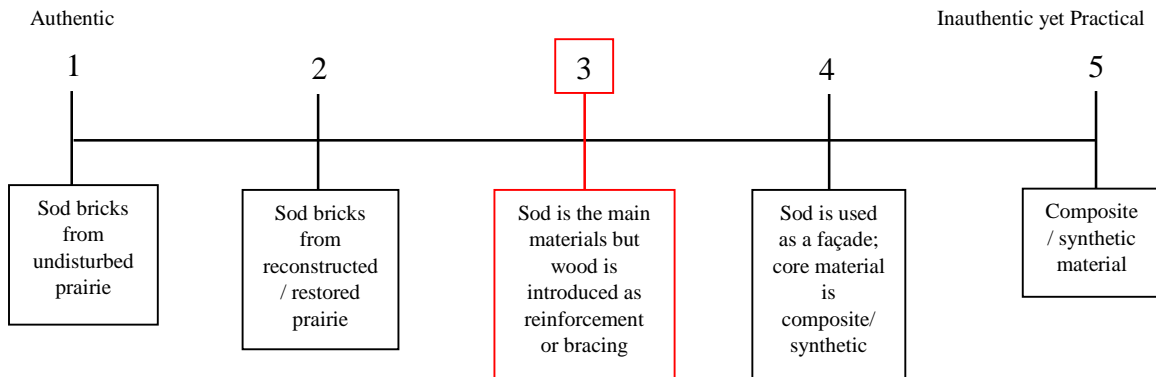 Authentic
Inauthentic yet Practical
1
2
3
4
5
Sod bricks
from
undisturbed
prairie
Sod bricks
from
reconstructed
/ restored
prairie
Sod is the main
materials but
wood is
introduced as
reinforcement
or bracing
Sod is used
as a façade;
core material
is
composite/
synthetic
Composite
/ synthetic
material